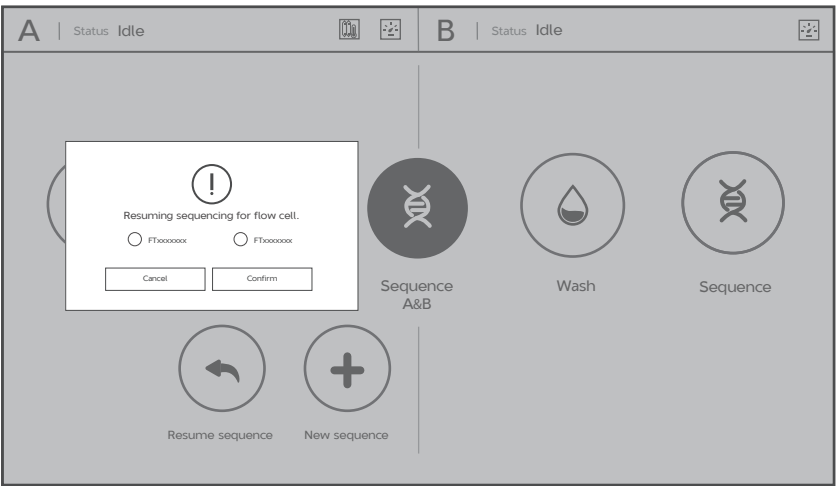 A Status Idle
B Status Idle
Resuming sequencing for flow cell.
FTxxxxxxx FTxxxxxxx
Cancel Confirm
Sequence
A&B
Wash
Sequence
Resume sequence New sequence